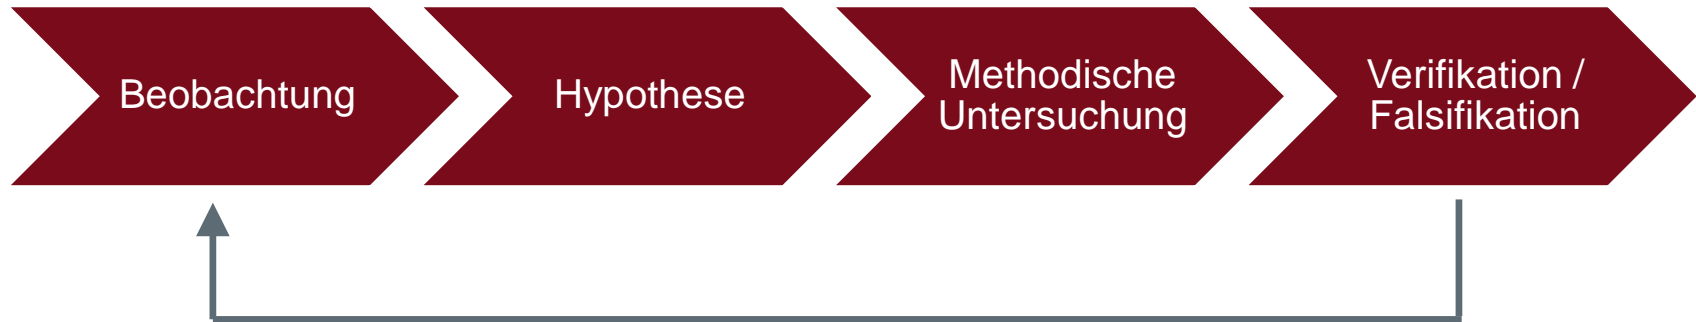 Beobachtung
Hypothese
Methodische
Untersuchung
Verifikation /
Falsifikation